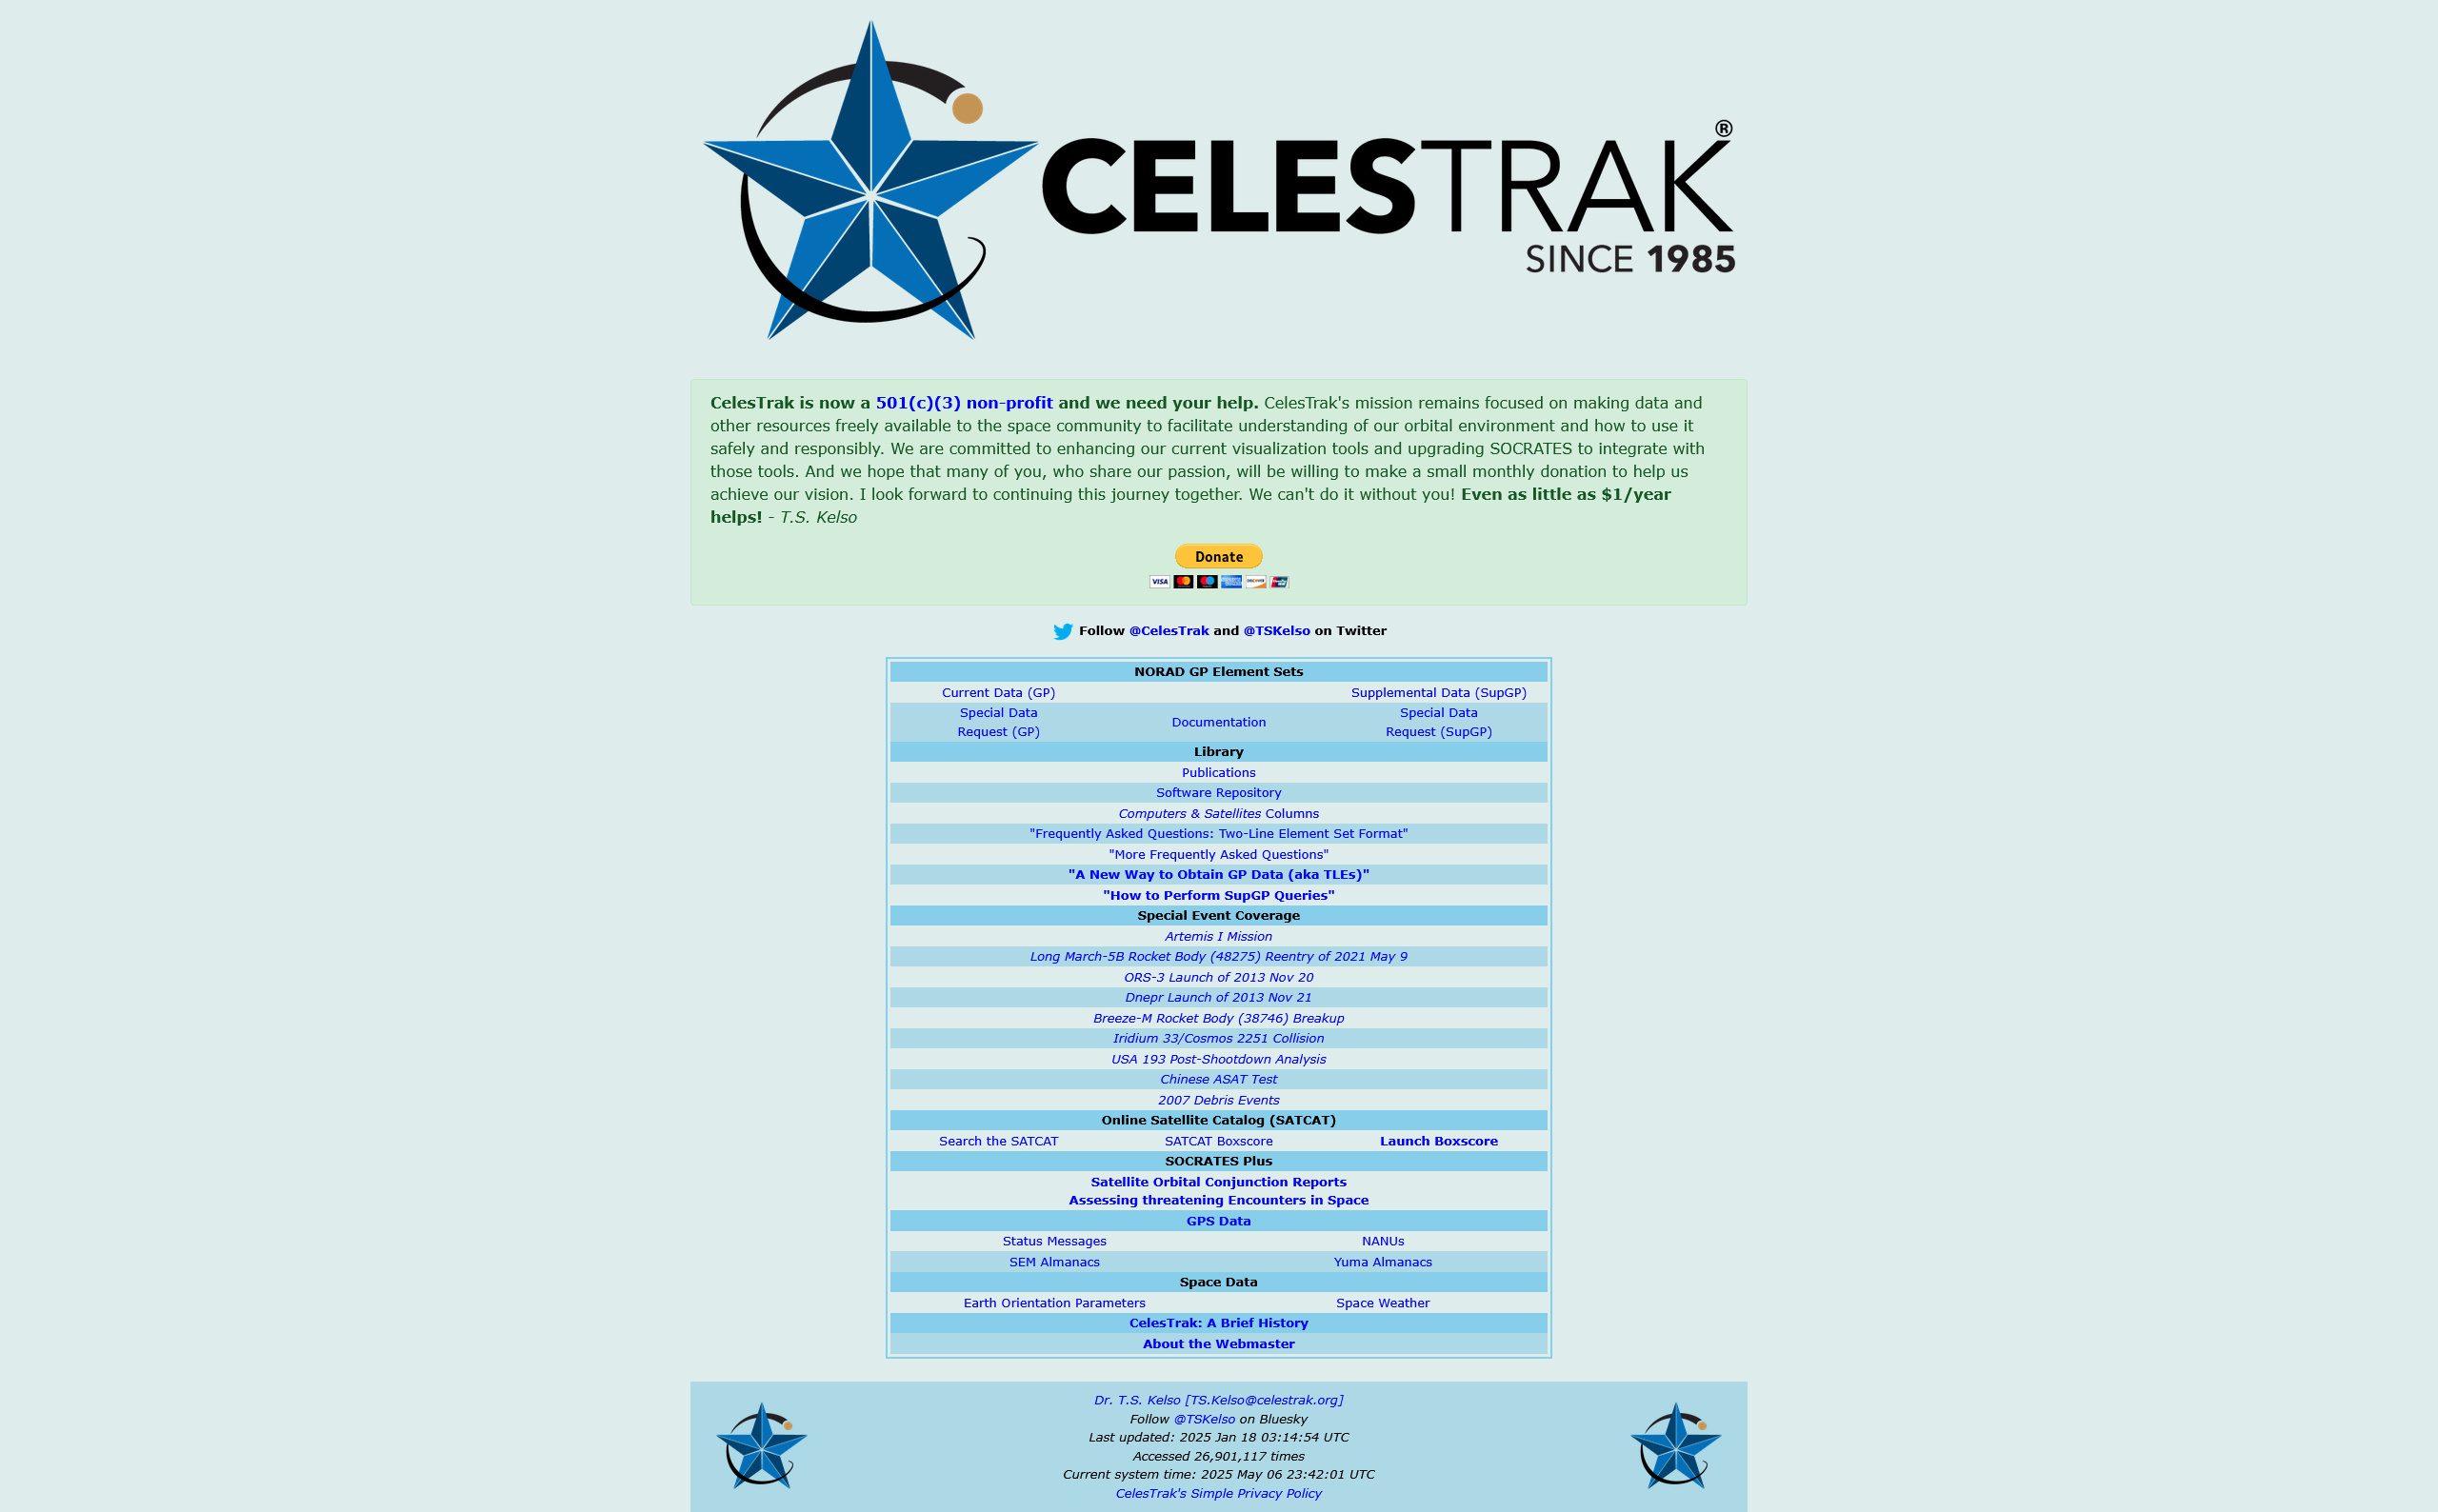 CELESTRAK®
SINCE 1985
CelesTrak is now a 501(c)(3) non-profit and we need your help. CelesTrak's mission remains focused on making data and
other resources freely available to the space community to facilitate understanding of our orbital environment and how to use it
safely and responsibly. We are committed to enhancing our current visualization tools and upgrading SOCRATES to integrate with
those tools. And we hope that many of you, who share our passion, will be willing to make a small monthly donation to help us
achieve our vision. I look forward to continuing this journey together. We can't do it without you! Even as little as $1/year
helps! - T.S. Kelso
Donate
VISA DISCOVER
Follow @CelesTrak and @TSKelso on Twitter
NORAD GP Element Sets
Current Data (GP) Supplemental Data (SupGP)
Special Data
Request (GP)
Documentation
Special Data
Request (SupGP)
Library
Publications
Software Repository
Computers & Satellites Columns
"Frequently Asked Questions: Two-Line Element Set Format"
"More Frequently Asked Questions"
"A New Way to Obtain GP Data (aka TLEs)"
"How to Perform SupGP Queries"
Special Event Coverage
Artemis I Mission
Long March-5B Rocket Body (48275) Reentry of 2021 May 9
ORS-3 Launch of 2013 Nov 20
Dnepr Launch of 2013 Nov 21
Breeze-M Rocket Body (38746) Breakup
Iridium 33/Cosmos 2251 Collision
USA 193 Post-Shootdown Analysis
Chinese ASAT Test
2007 Debris Events
Online Satellite Catalog (SATCAT)
Search the SATCAT SATCAT Boxscore Launch Boxscore
SOCRATES Plus
Satellite Orbital Conjunction Reports
Assessing threatening Encounters in Space
GPS Data
Status Messages NANUs
SEM Almanacs Yuma Almanacs
Space Data
Earth Orientation Parameters Space Weather
CelesTrak: A Brief History
About the Webmaster
Dr. T.S. Kelso [TS.Kelso@celestrak.org]
Follow @TSKelso on Bluesky
Last updated: 2025 Jan 18 03:14:54 UTC
Accessed 26,901,117 times
Current system time: 2025 May 06 23:42:01 UTC
CelesTrak's Simple Privacy Policy